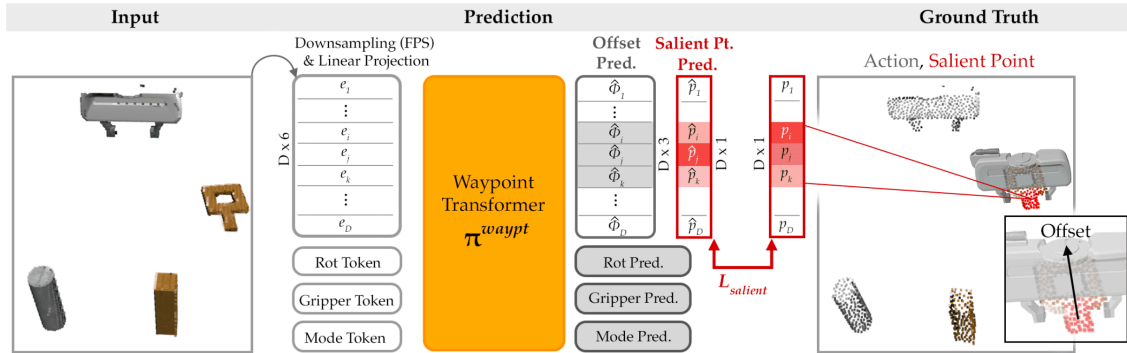 Input
Prediction
Ground Truth
Downsampling (FPS)
& Linear Projection
D x 6
e1
⋮
ei
ej
ek
⋮
eD
Rot Token
Gripper Token
Mode Token
Waypoint
Transformer
π^waypt
Offset
Pred.
Φ̂1
⋮
Φ̂i
Φ̂j
Φ̂k
⋮
Φ̂D
D x 3
Rot Pred.
Gripper Pred.
Mode Pred.
Salient Pt.
Pred.
p̂1
p̂i
p̂j
p̂k
p̂D
D x 1
L_salient
D x 1
p1
pi
pj
pk
pD
Action, Salient Point
Offset